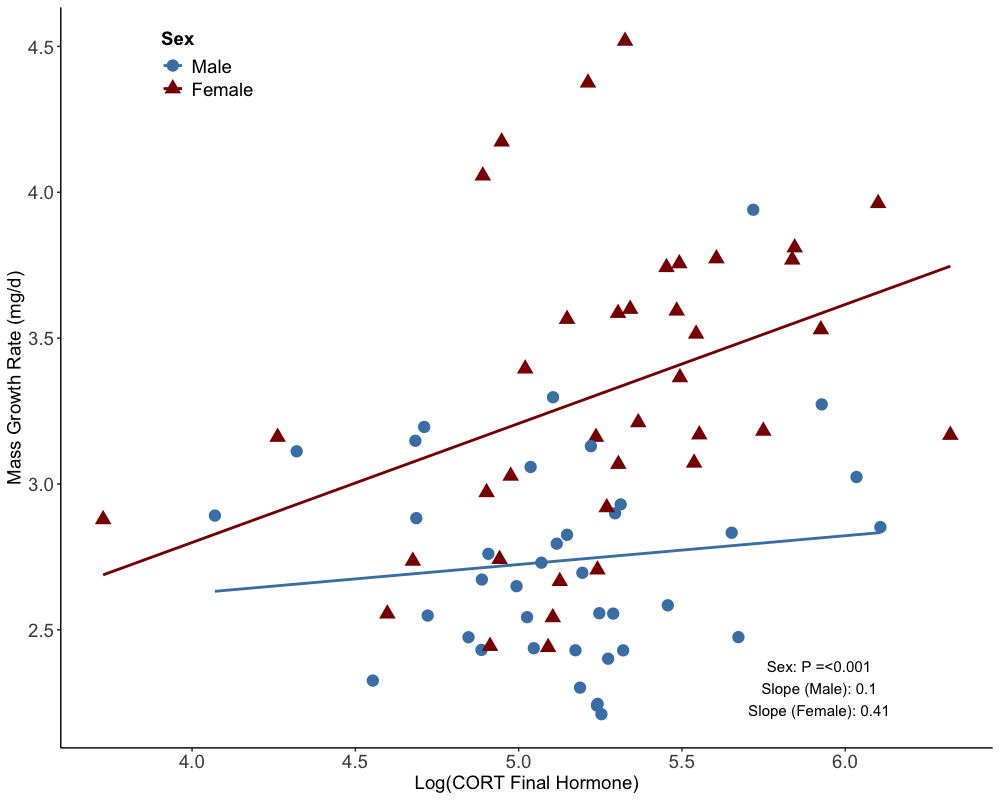 Sex
Male
Female
4.5
4.0
3.5
3.0
2.5
Mass Growth Rate (mg/d)
Sex: P =<0.001
Slope (Male): 0.1
Slope (Female): 0.41
4.0 4.5 5.0 5.5 6.0
Log(CORT Final Hormone)